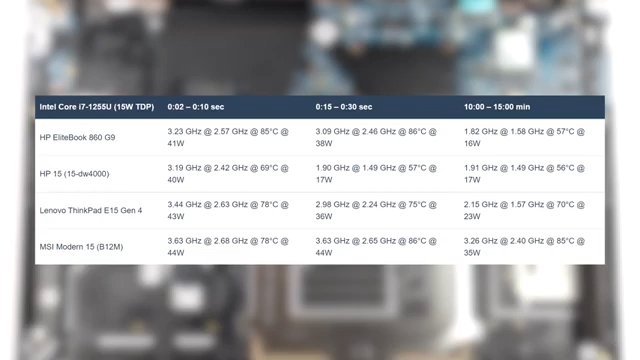 Intel Core i7-1255U (15W TDP) 0:02 – 0:10 sec 0:15 – 0:30 sec 10:00 – 15:00 min
HP EliteBook 860 G9 3.23 GHz @ 2.57 GHz @ 85°C @ 41W 3.09 GHz @ 2.46 GHz @ 86°C @ 38W 1.82 GHz @ 1.58 GHz @ 57°C @ 16W
HP 15 (15-dw4000) 3.19 GHz @ 2.42 GHz @ 69°C @ 40W 1.90 GHz @ 1.49 GHz @ 57°C @ 17W 1.91 GHz @ 1.49 GHz @ 56°C @ 17W
Lenovo ThinkPad E15 Gen 4 3.44 GHz @ 2.63 GHz @ 78°C @ 43W 2.98 GHz @ 2.24 GHz @ 75°C @ 36W 2.15 GHz @ 1.57 GHz @ 70°C @ 23W
MSI Modern 15 (B12M) 3.63 GHz @ 2.68 GHz @ 78°C @ 44W 3.63 GHz @ 2.65 GHz @ 86°C @ 44W 3.26 GHz @ 2.40 GHz @ 85°C @ 35W